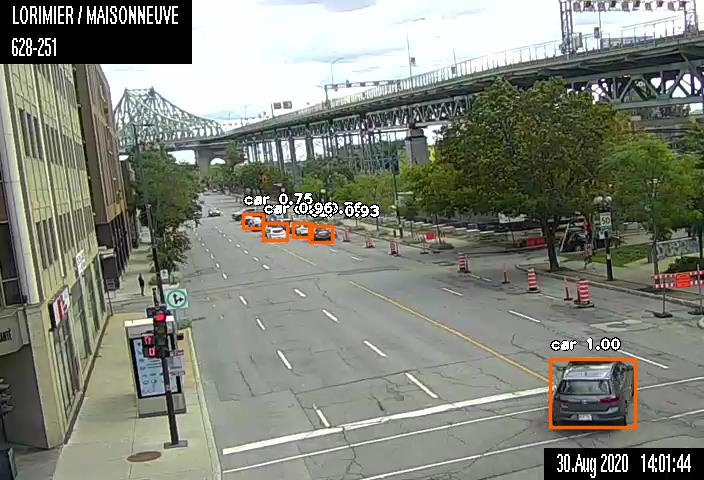 LORIMIER / MAISONNEUVE
628-251
car 0.75
car 0.96
0.93
50
car 1.00
30.Aug 2020 14:01:44